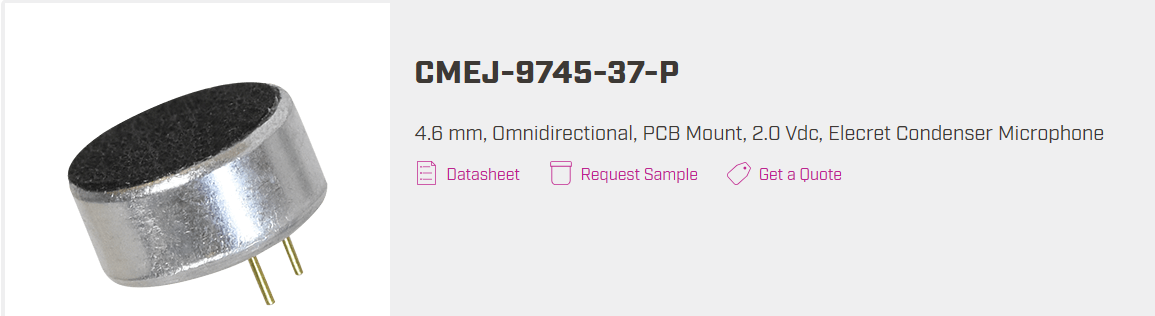 CMEJ-9745-37-P
4.6 mm, Omnidirectional, PCB Mount, 2.0 Vdc, Elecret Condenser Microphone
Datasheet Request Sample Get a Quote